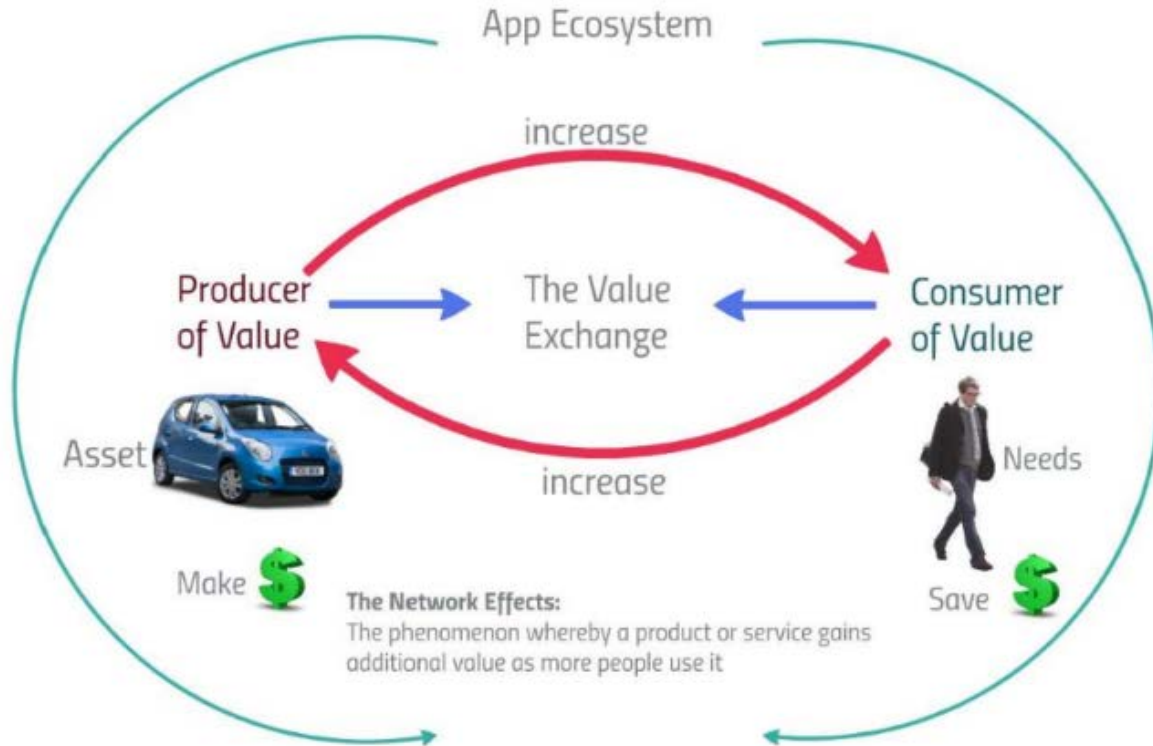 App Ecosystem
increase
Producer
of Value
The Value
Exchange
Consumer
of Value
Asset
Needs
increase
Make $
Save $
The Network Effects:
The phenomenon whereby a product or service gains
additional value as more people use it